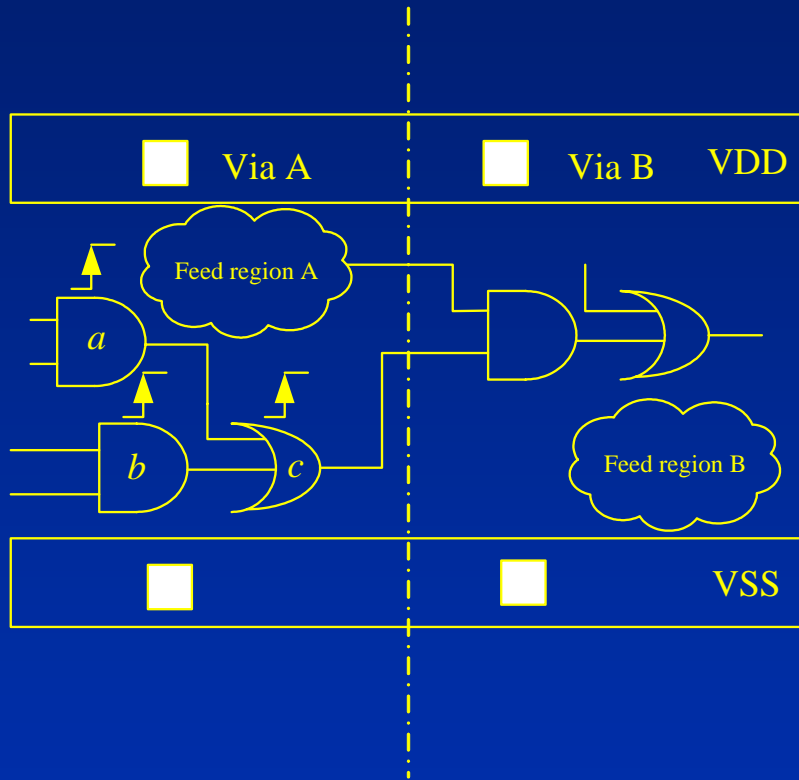 Via A
Via B
VDD
Feed region A
a
b
c
Feed region B
VSS